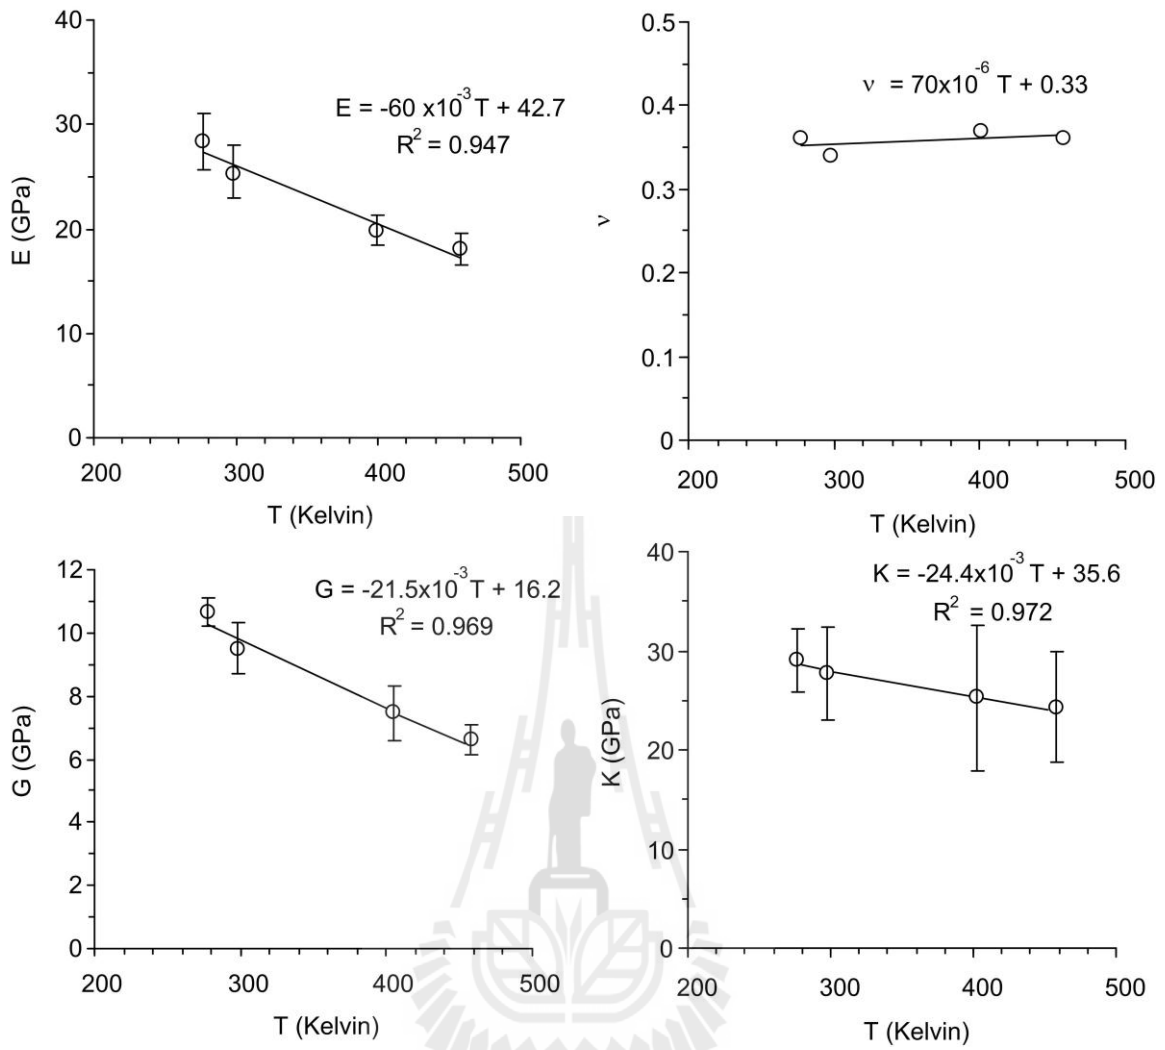 40
30
20
10
0
E (GPa)
E = -60 x10⁻³ T + 42.7
R² = 0.947
200 300 400 500
T (Kelvin)
0.5
0.4
0.3
0.2
0.1
0
ν
ν = 70x10⁻⁶ T + 0.33
200 300 400 500
T (Kelvin)
12
10
8
6
4
2
0
G (GPa)
G = -21.5x10⁻³ T + 16.2
R² = 0.969
200 300 400 500
T (Kelvin)
40
30
20
10
0
K (GPa)
K = -24.4x10⁻³ T + 35.6
R² = 0.972
200 300 400 500
T (Kelvin)